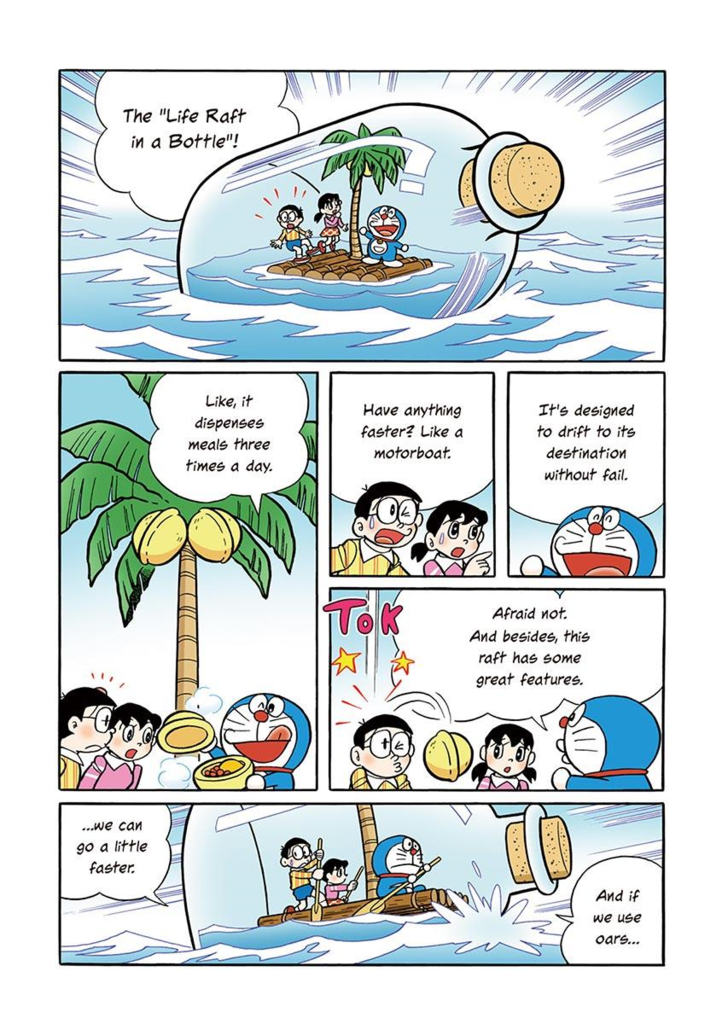 The "Life Raft
in a Bottle"!
It's designed
to drift to its
destination
without fail.
Have anything
faster? Like a
motorboat.
Afraid not.
And besides, this
raft has some
great features.
TOK
Like, it
dispenses
meals three
times a day.
And if
we use
oars...
...we can
go a little
faster.